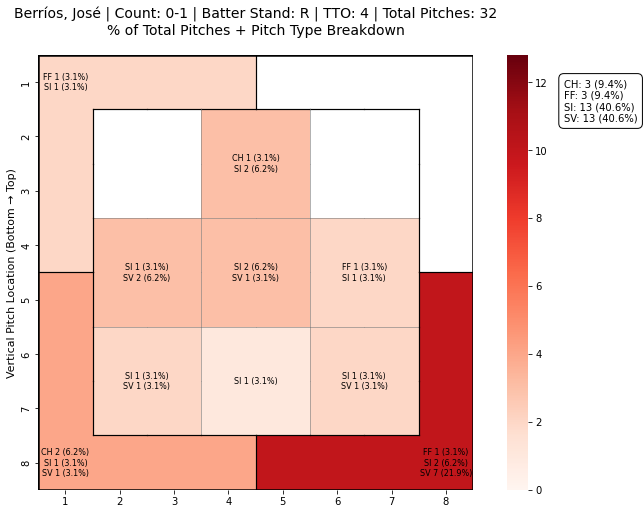 Berríos, José | Count: 0-1 | Batter Stand: R | TTO: 4 | Total Pitches: 32
% of Total Pitches + Pitch Type Breakdown
Vertical Pitch Location (Bottom → Top)
1
2
3
4
5
6
7
8
FF 1 (3.1%)
SI 1 (3.1%)
CH 1 (3.1%)
SI 2 (6.2%)
SI 1 (3.1%)
SV 2 (6.2%)
SI 2 (6.2%)
SV 1 (3.1%)
FF 1 (3.1%)
SI 1 (3.1%)
SI 1 (3.1%)
SV 1 (3.1%)
SI 1 (3.1%)
SI 1 (3.1%)
SV 1 (3.1%)
CH 2 (6.2%)
SI 1 (3.1%)
SV 1 (3.1%)
FF 1 (3.1%)
SI 2 (6.2%)
SV 7 (21.9%)
1 2 3 4 5 6 7 8
12
10
8
6
4
2
0
CH: 3 (9.4%)
FF: 3 (9.4%)
SI: 13 (40.6%)
SV: 13 (40.6%)